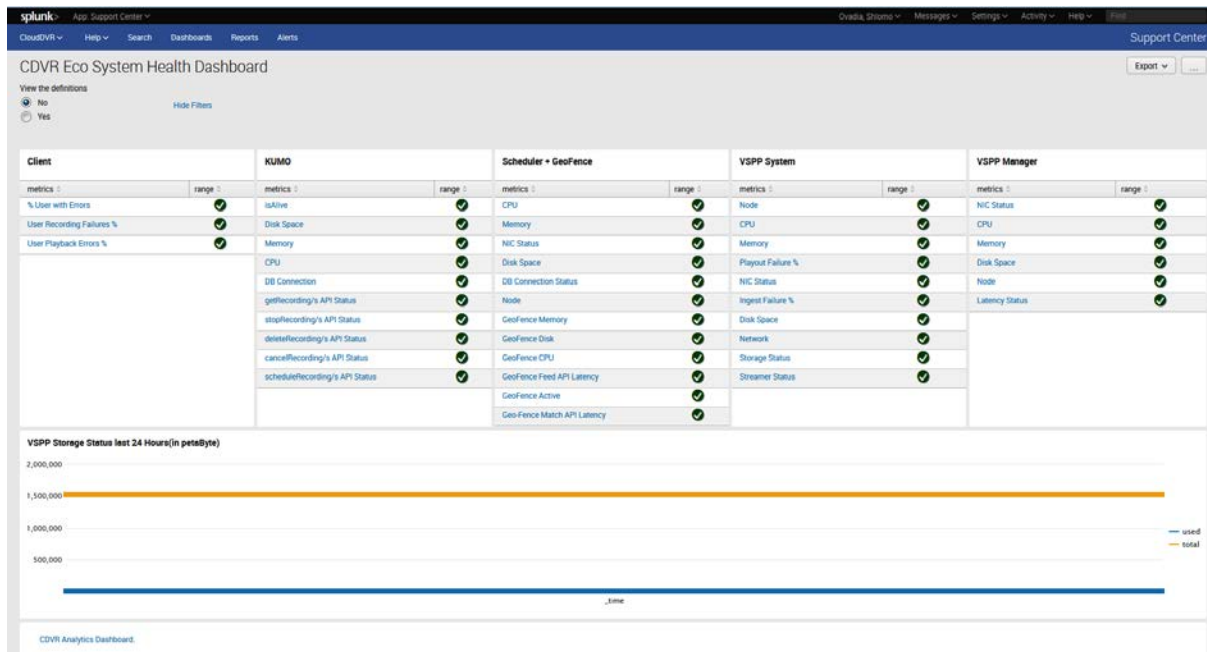 splunk> App: Support Center Ovadia, Shlomo Messages Settings Activity Help Find
CloudDVR Help Search Dashboards Reports Alerts Support Center
CDVR Eco System Health Dashboard
Export ...
View the definitions
No
Yes
Hide Filters
Client
metrics range
% User with Errors
User Recording Failures %
User Playback Errors %
KUMO
metrics range
isAlive
Disk Space
Memory
CPU
DB Connection
getRecording/s API Status
stopRecording/s API Status
deleteRecording/s API Status
cancelRecording/s API Status
scheduleRecording/s API Status
Scheduler + GeoFence
metrics range
CPU
Memory
NIC Status
Disk Space
DB Connection Status
Node
GeoFence Memory
GeoFence Disk
GeoFence CPU
GeoFence Feed API Latency
GeoFence Active
Geo-Fence Match API Latency
VSPP System
metrics range
Node
CPU
Memory
Playout Failure %
NIC Status
Ingest Failure %
Disk Space
Network
Storage Status
Streamer Status
VSPP Manager
metrics range
NIC Status
CPU
Memory
Disk Space
Node
Latency Status
VSPP Storage Status last 24 Hours(in petaByte)
2,000,000
1,500,000
1,000,000
500,000
_time
used
total
CDVR Analytics Dashboard.